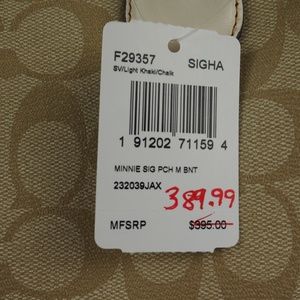 F29357 SIGHA
SV/Light Khaki/Chalk
1 91202 71159 4
MINNIE SIG PCH M BNT
232039JAX
389.99
MFSRP $395.00